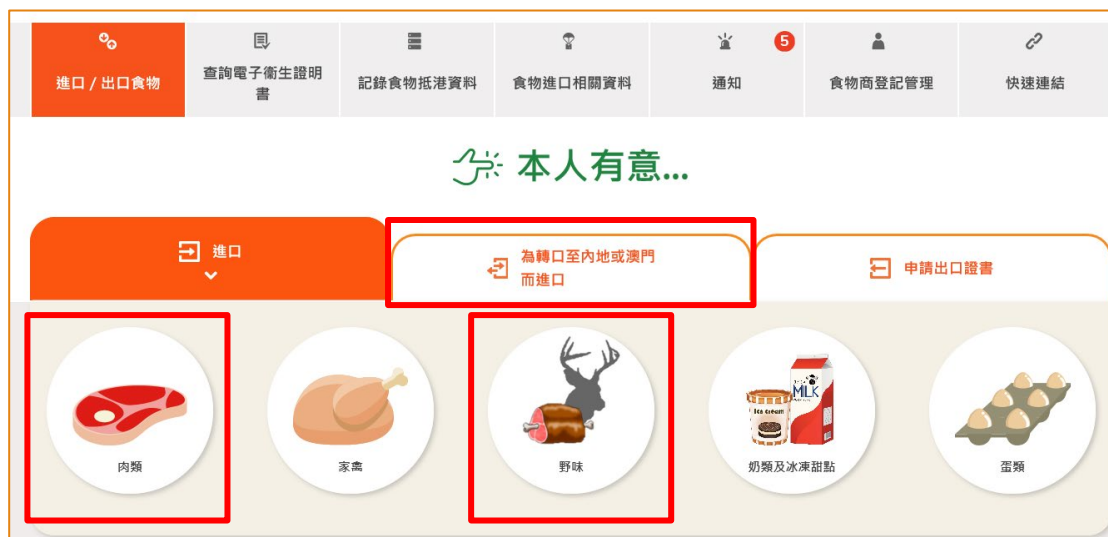 5
進口 / 出口食物
查詢電子衞生證明
書
記錄食物抵港資料
食物進口相關資料
通知
食物商登記管理
快速連結
本人有意...
進口
為轉口至內地或澳門
而進口
申請出口證書
MILK
Ice Cream
肉類
家禽
野味
奶類及冰凍甜點
蛋類